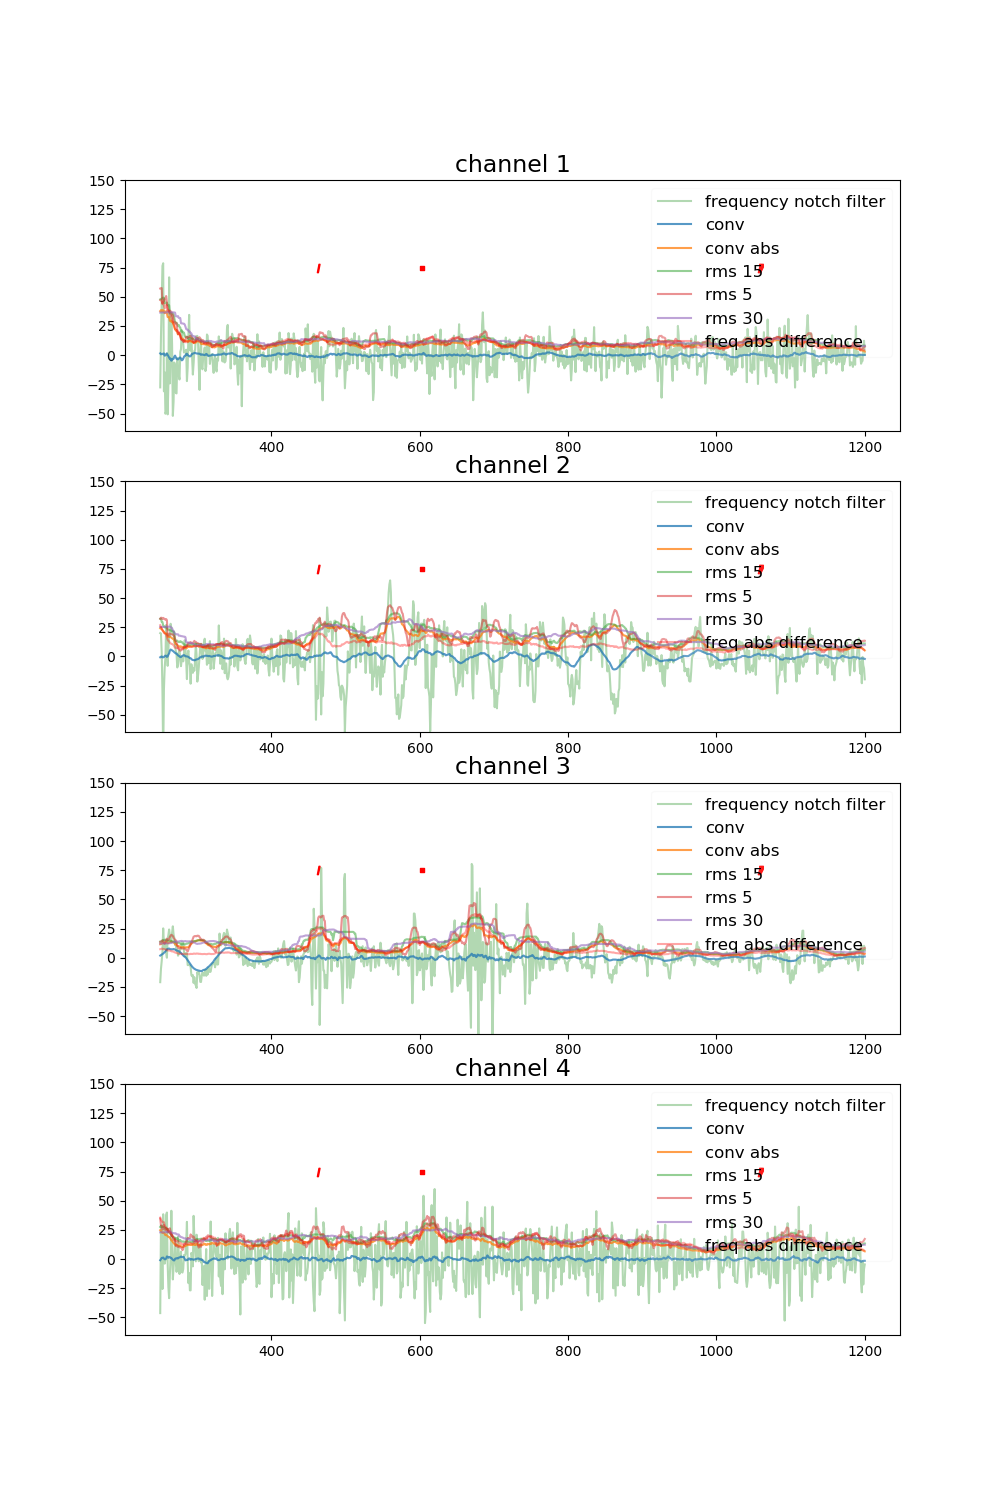 channel 1
150
125
100
75
50
25
0
−25
−50
frequency notch filter
conv
conv abs
rms 15
rms 5
rms 30
freq abs difference
400 600 800 1000 1200
channel 2
150
125
100
75
50
25
0
−25
−50
frequency notch filter
conv
conv abs
rms 15
rms 5
rms 30
freq abs difference
400 600 800 1000 1200
channel 3
150
125
100
75
50
25
0
−25
−50
frequency notch filter
conv
conv abs
rms 15
rms 5
rms 30
freq abs difference
400 600 800 1000 1200
channel 4
150
125
100
75
50
25
0
−25
−50
frequency notch filter
conv
conv abs
rms 15
rms 5
rms 30
freq abs difference
400 600 800 1000 1200